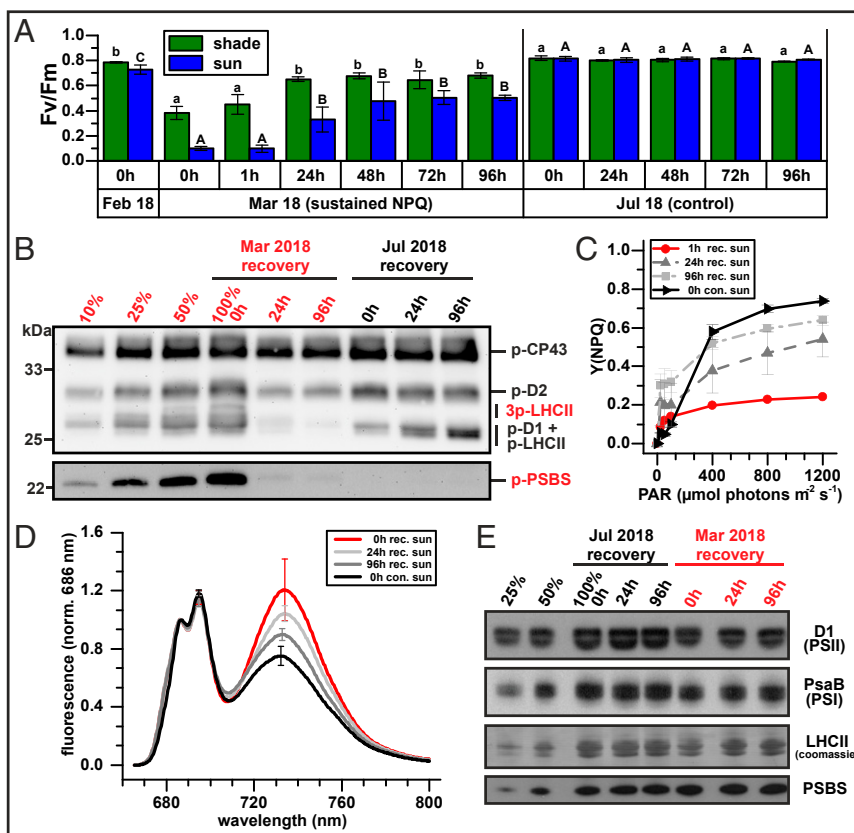 A
shade
sun
Fv/Fm
0.8
0.6
0.4
0.2
0.0
b C a A a A b B b B b B b B a A a A a A a A a A
0h 0h 1h 24h 48h 72h 96h 0h 24h 48h 72h 96h
Feb 18 Mar 18 (sustained NPQ) Jul 18 (control)
B
Mar 2018 recovery
Jul 2018 recovery
10% 25% 50% 100% 0h 24h 96h 0h 24h 96h
kDa
33
25
22
p-CP43
p-D2
3p-LHCII
p-D1 +
p-LHCII
p-PSBS
C
1h rec. sun
24h rec. sun
96h rec. sun
0h con. sun
Y(NPQ)
1.0
0.8
0.6
0.4
0.2
0.0
0 400 800 1200
PAR (µmol photons m² s⁻¹)
D
0h rec. sun
24h rec. sun
96h rec. sun
0h con. sun
fluorescence (norm. 686 nm)
1.6
1.2
0.8
0.4
0.0
680 720 760 800
wavelength (nm)
E
Jul 2018 recovery
Mar 2018 recovery
25% 50% 100% 0h 24h 96h 0h 24h 96h
D1
(PSII)
PsaB
(PSI)
LHCII
(coomassie)
PSBS